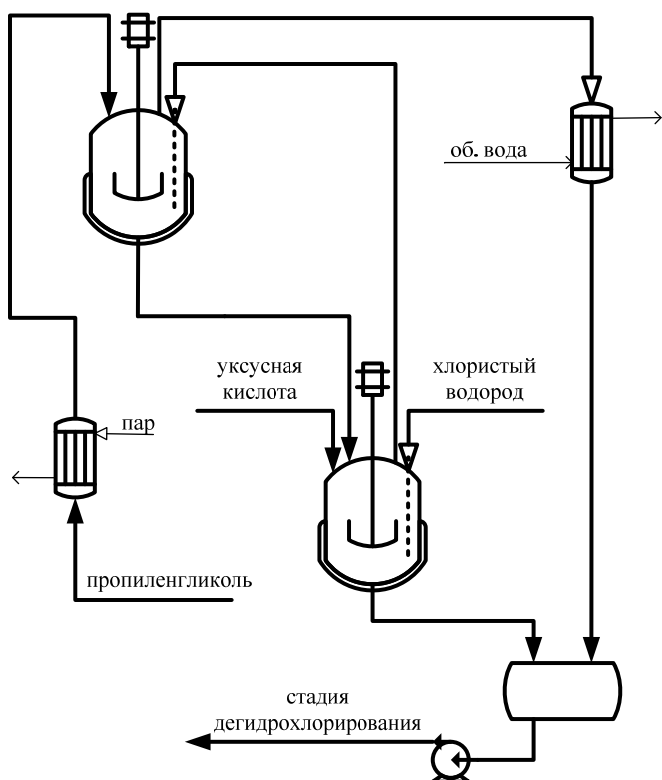 об. вода
уксусная
кислота
хлористый
водород
пар
пропиленгликоль
стадия
дегидрохлорирования